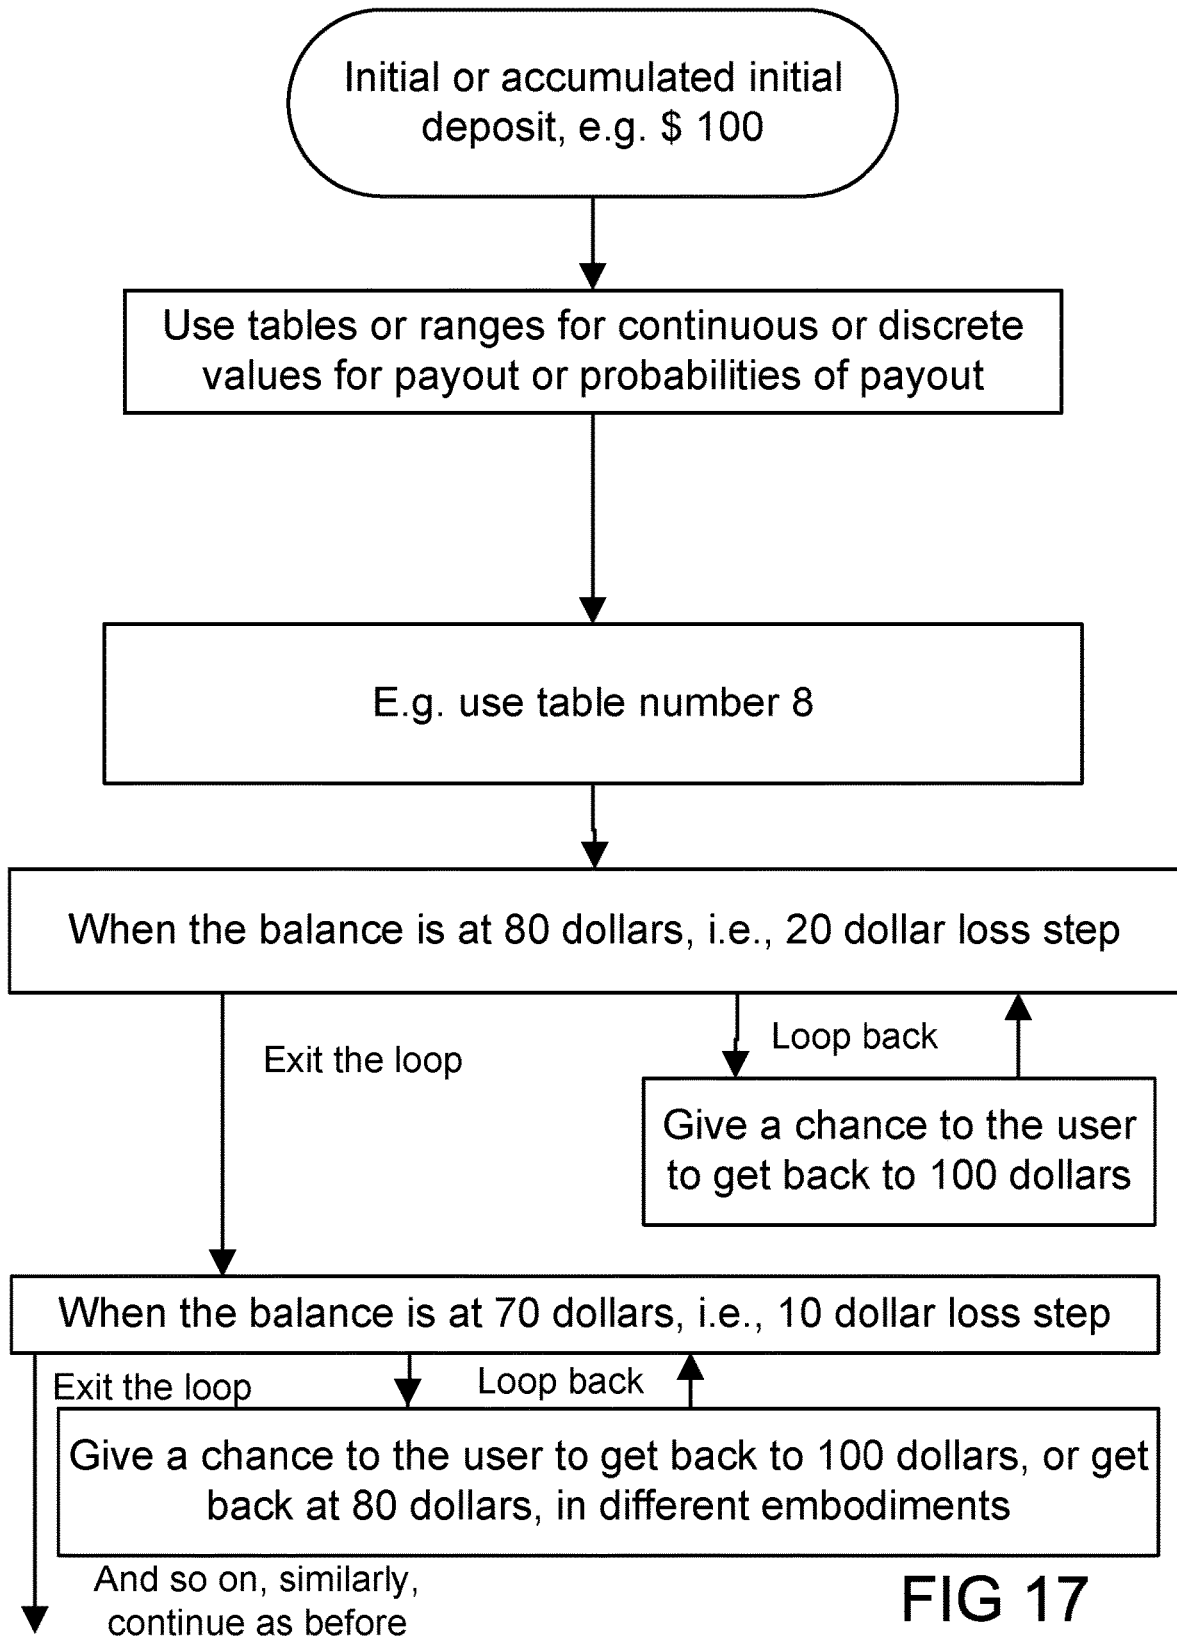 Initial or accumulated initial
deposit, e.g. $ 100
Use tables or ranges for continuous or discrete
values for payout or probabilities of payout
E.g. use table number 8
When the balance is at 80 dollars, i.e., 20 dollar loss step
Exit the loop
Loop back
Give a chance to the user
to get back to 100 dollars
When the balance is at 70 dollars, i.e., 10 dollar loss step
Exit the loop
Loop back
Give a chance to the user to get back to 100 dollars, or get
back at 80 dollars, in different embodiments
And so on, similarly,
continue as before
FIG 17